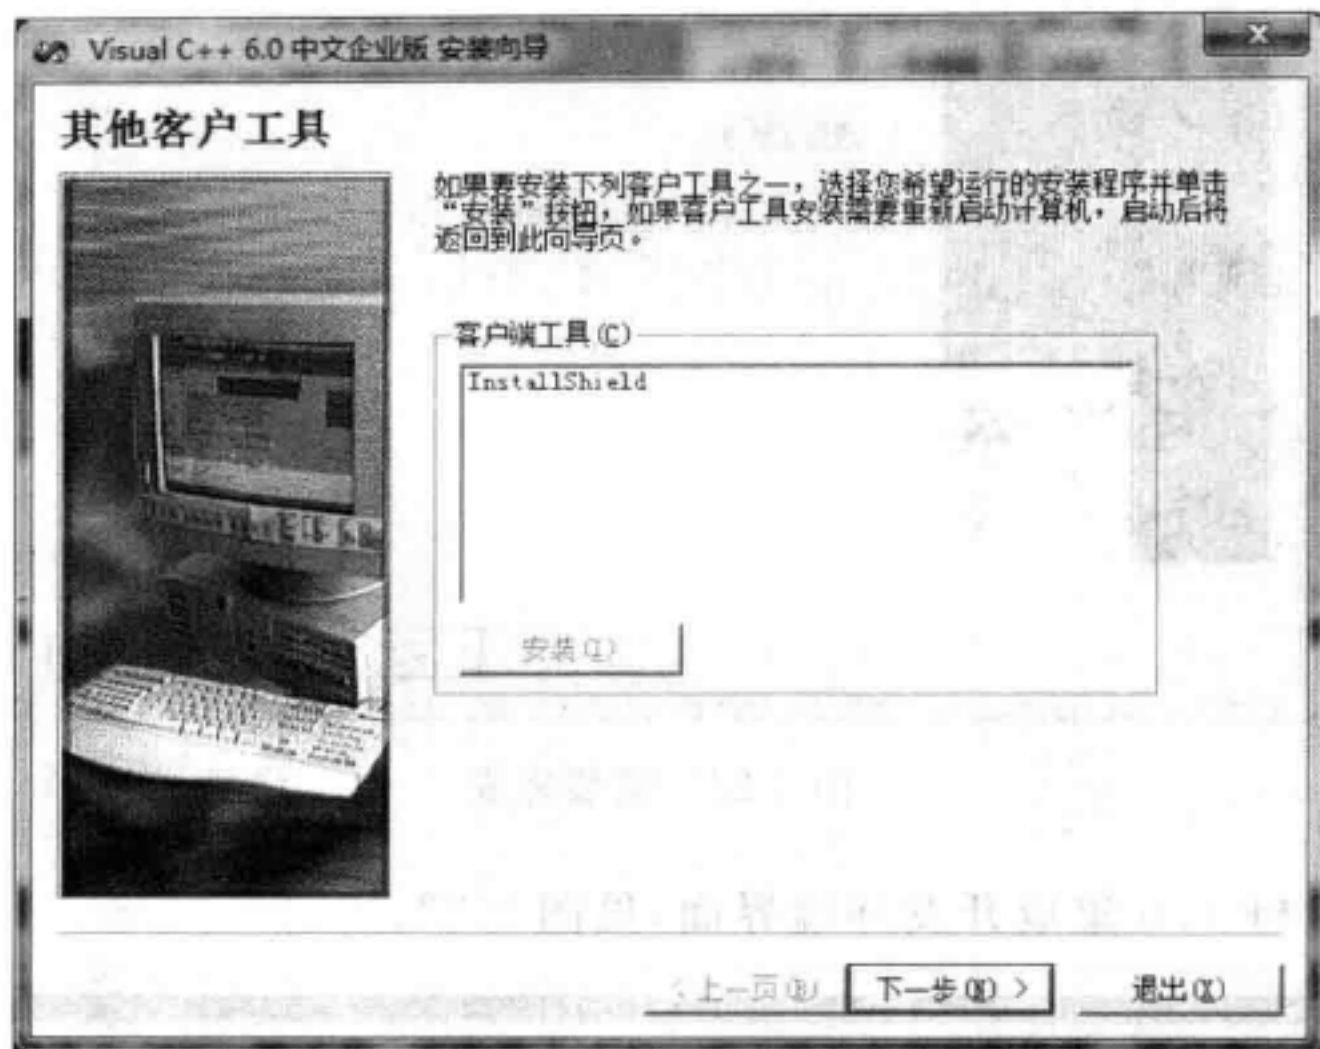 Visual C++ 6.0 中文企业版 安装向导
其他客户工具
如果要安装下列客户工具之一，选择您希望运行的安装程序并单击
“安装”按钮，如果客户工具安装需要重新启动计算机，启动后将
返回到此向导页。
客户端工具(C)
InstallShield
安装(I)
<上一页(B)
下一步(N) >
退出(X)